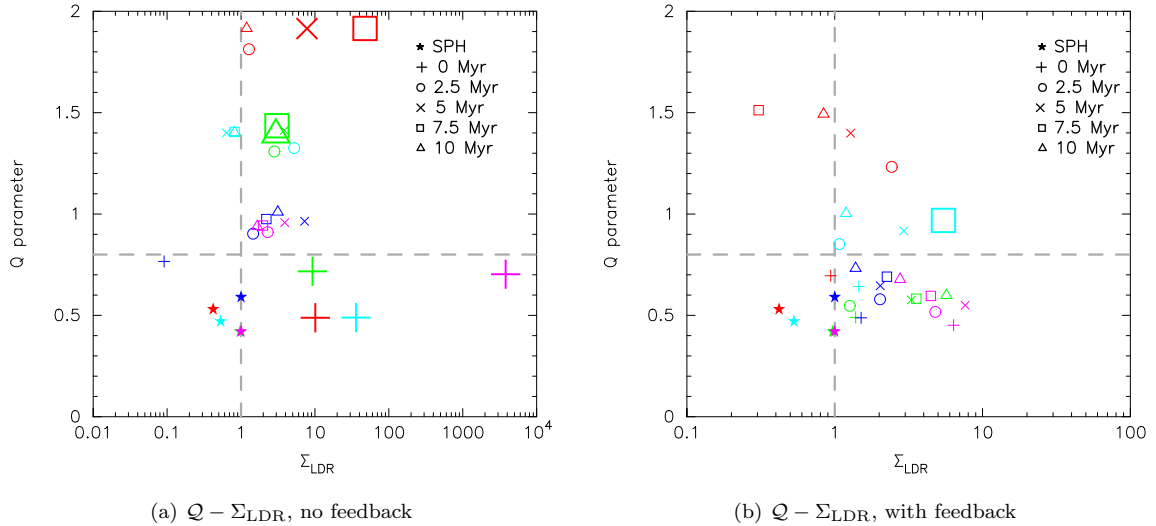 2
1.5
1
0.5
0
Q parameter
0.01 0.1 1 10 100 1000 10⁴
Σ_LDR
SPH
0 Myr
2.5 Myr
5 Myr
7.5 Myr
10 Myr
(a) 𝒬 − Σ_LDR, no feedback
2
1.5
1
0.5
0
Q parameter
0.1 1 10 100
Σ_LDR
SPH
0 Myr
2.5 Myr
5 Myr
7.5 Myr
10 Myr
(b) 𝒬 − Σ_LDR, with feedback